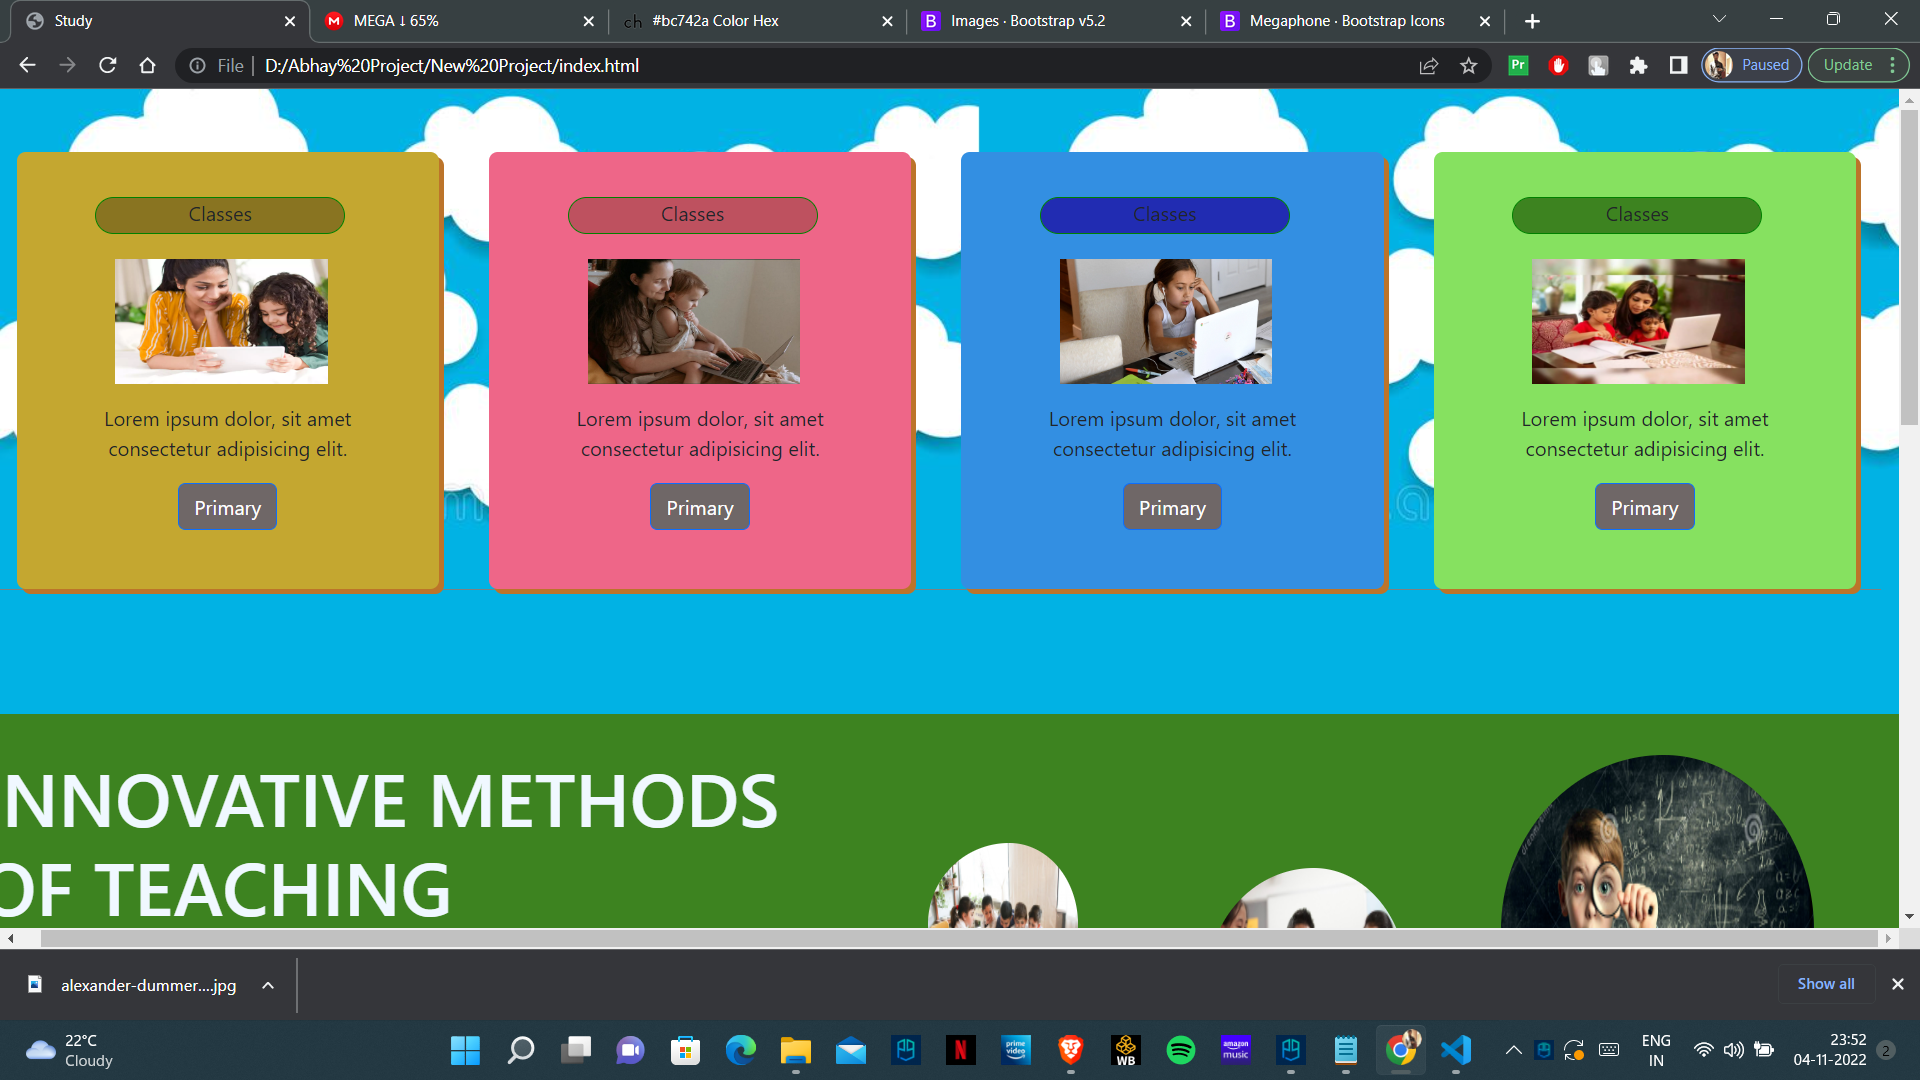 Study
MEGA ↓ 65%
ch
#bc742a Color Hex
B
Images · Bootstrap v5.2
B
Megaphone · Bootstrap Icons
File
D:/Abhay%20Project/New%20Project/index.html
Pr
Paused
Update
Classes
Classes
Classes
Classes
Lorem ipsum dolor, sit amet
consectetur adipisicing elit.
Lorem ipsum dolor, sit amet
consectetur adipisicing elit.
Lorem ipsum dolor, sit amet
consectetur adipisicing elit.
Lorem ipsum dolor, sit amet
consectetur adipisicing elit.
Primary
Primary
Primary
Primary
NNOVATIVE METHODS
OF TEACHING
alexander-dummer....jpg
Show all
22°C
Cloudy
N
prime
video
WB
amazon
music
ENG
IN
23:52
04-11-2022
2